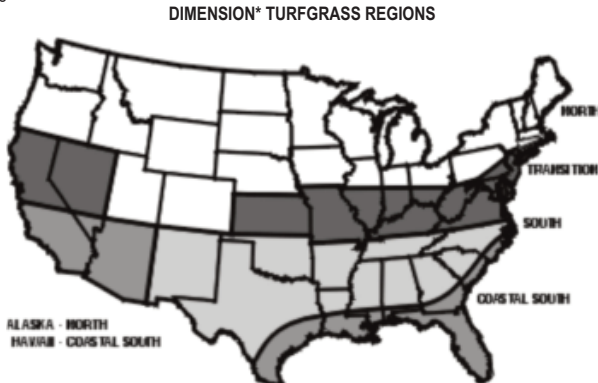 DIMENSION* TURFGRASS REGIONS
NORTH
TRANSITION
SOUTH
COASTAL SOUTH
ALASKA - NORTH
HAWAII - COASTAL SOUTH